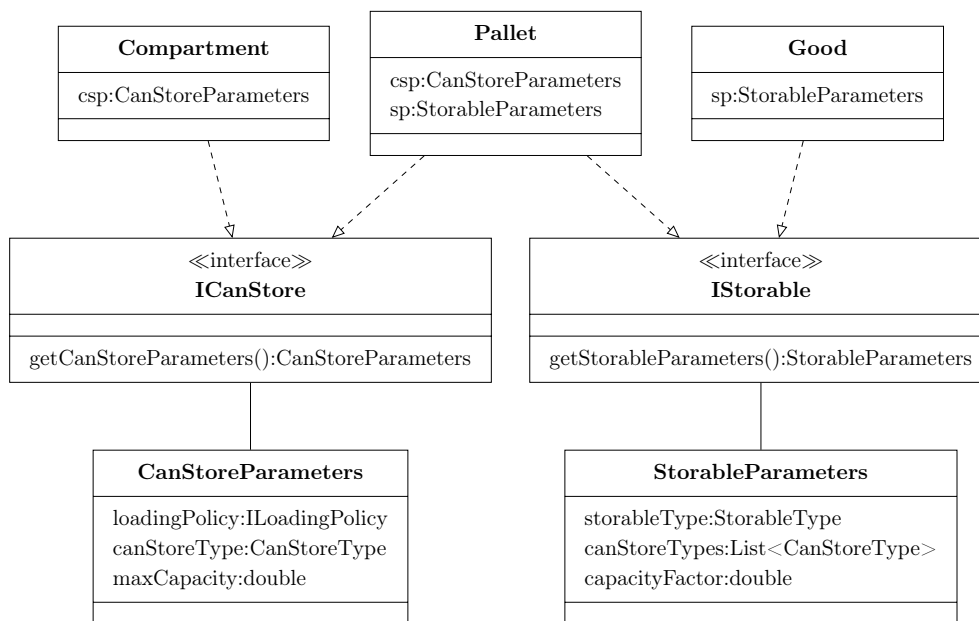 Compartment
csp:CanStoreParameters
Pallet
csp:CanStoreParameters
sp:StorableParameters
Good
sp:StorableParameters
≪interface≫
ICanStore
getCanStoreParameters():CanStoreParameters
≪interface≫
IStorable
getStorableParameters():StorableParameters
CanStoreParameters
loadingPolicy:ILoadingPolicy
canStoreType:CanStoreType
maxCapacity:double
StorableParameters
storableType:StorableType
canStoreTypes:List<CanStoreType>
capacityFactor:double